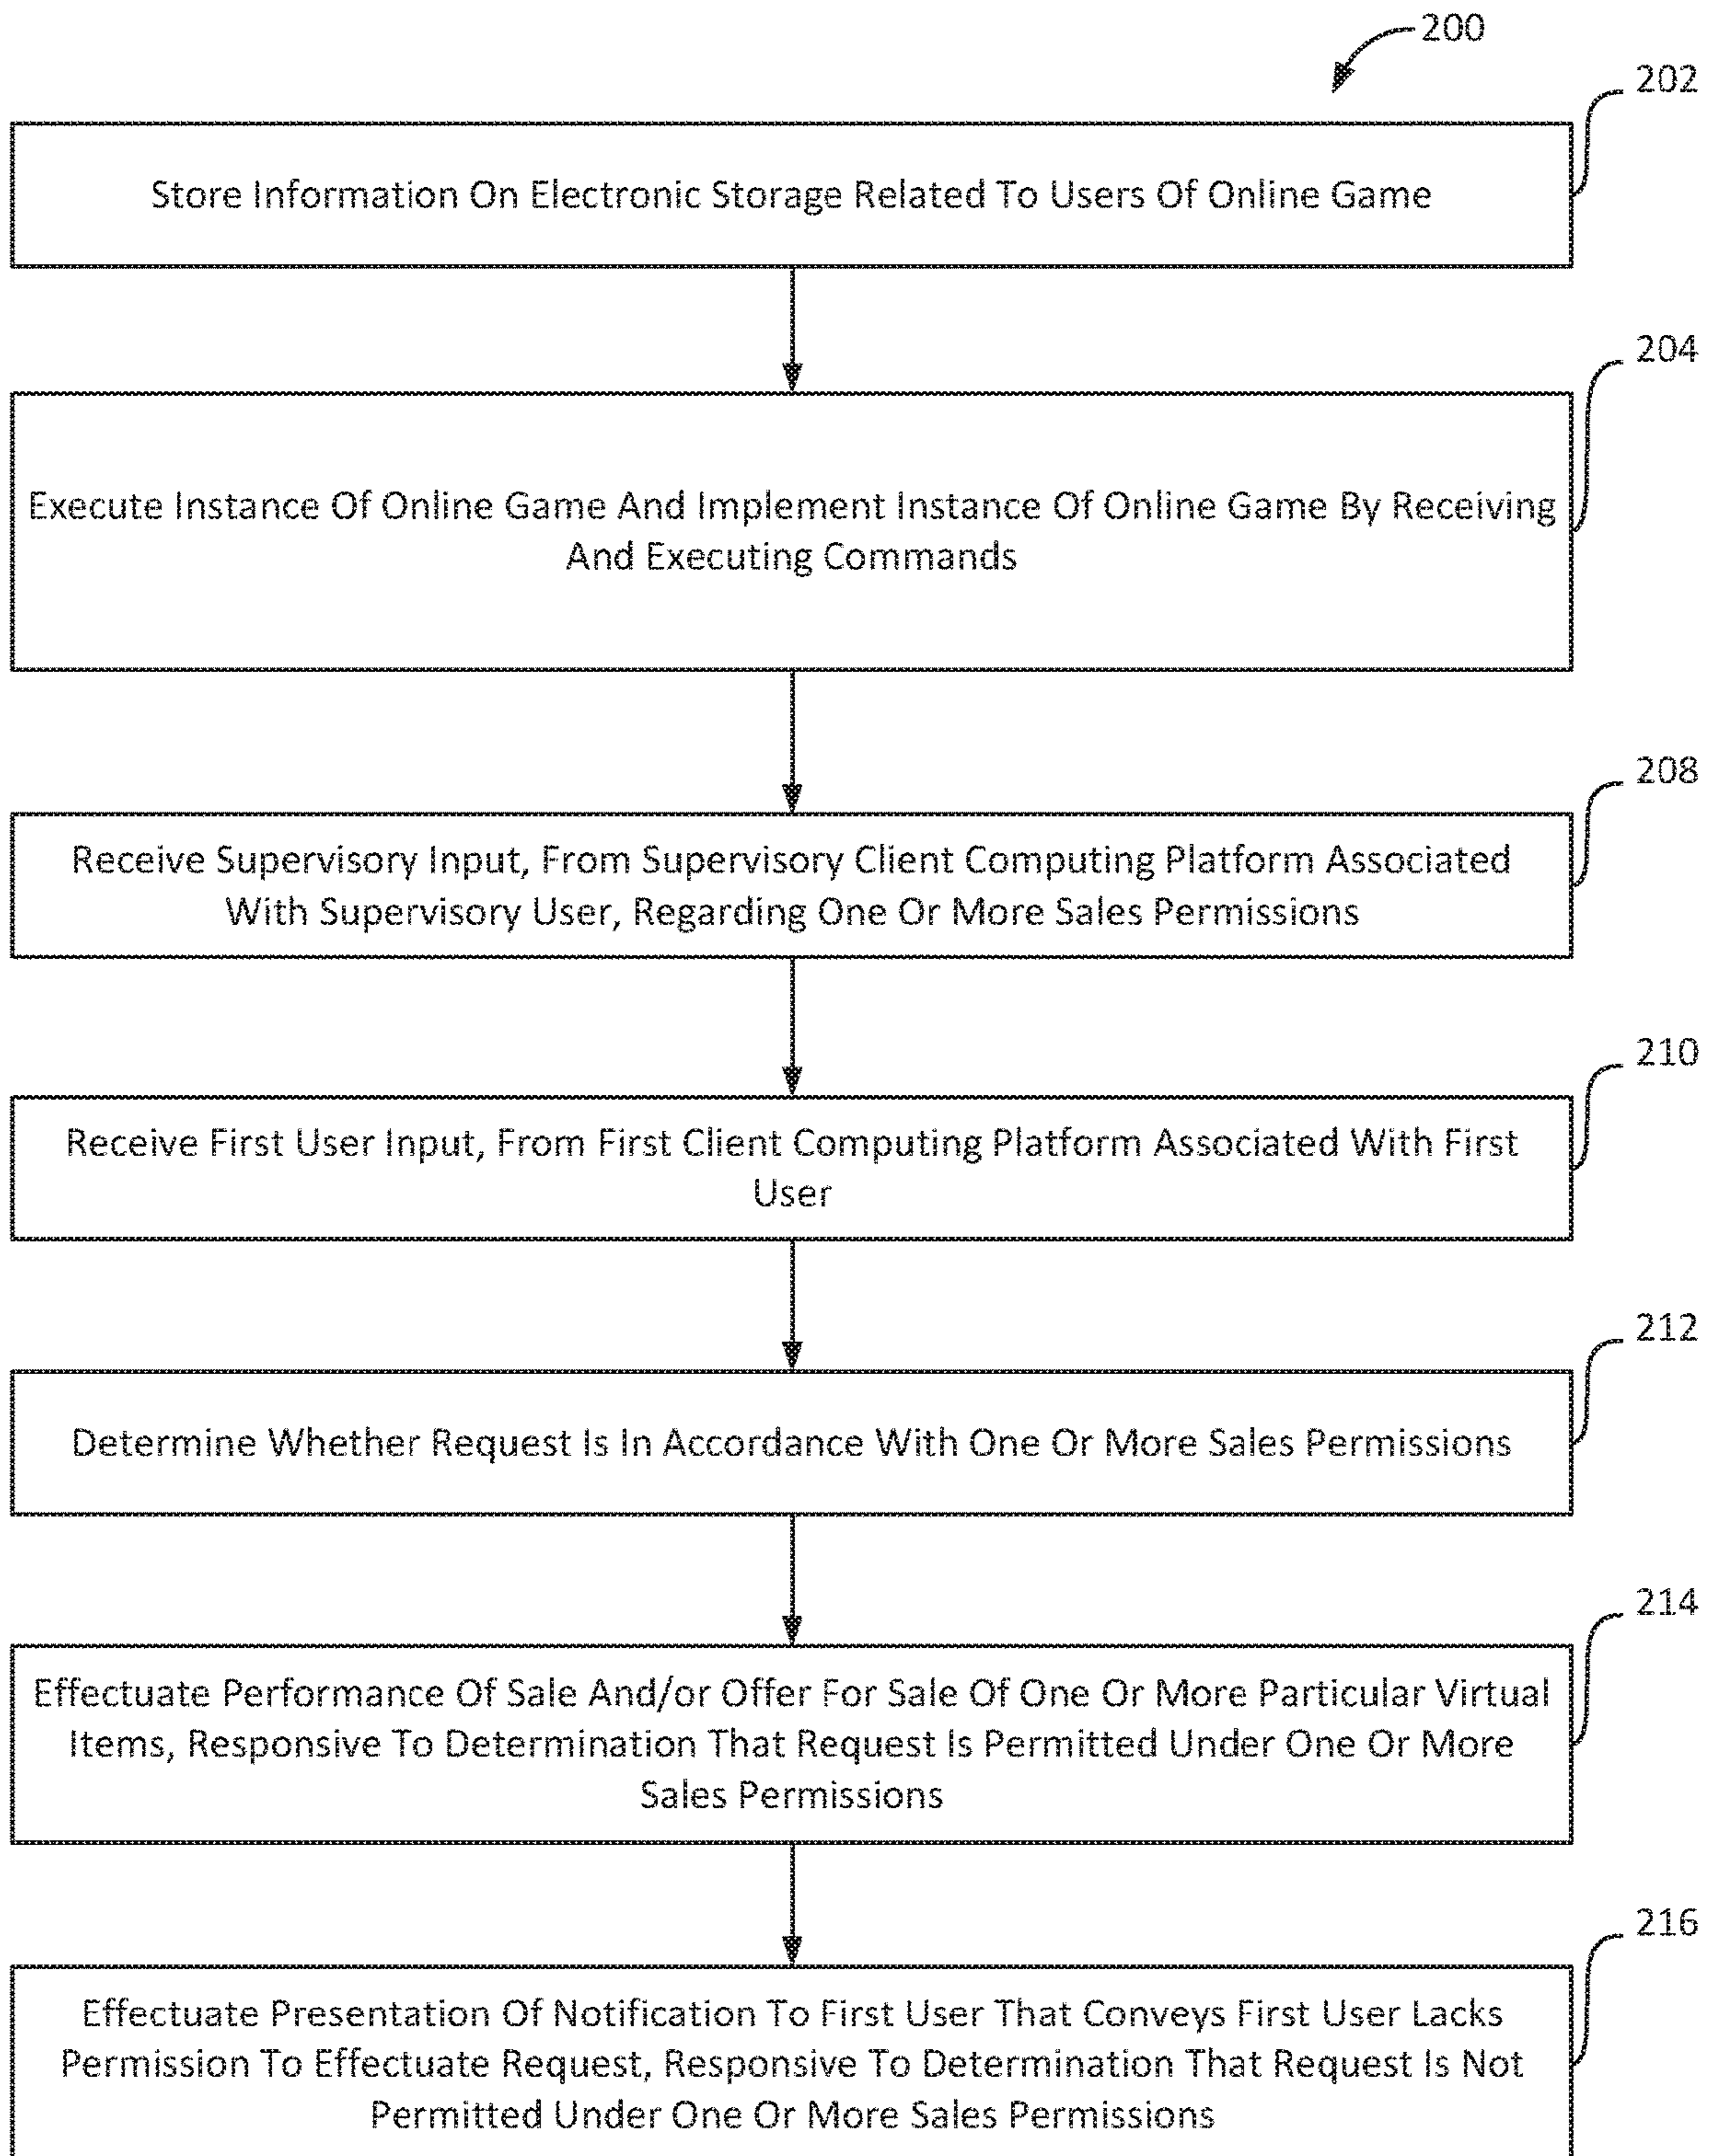 200
202
Store Information On Electronic Storage Related To Users Of Online Game
204
Execute Instance Of Online Game And Implement Instance Of Online Game By Receiving
And Executing Commands
208
Receive Supervisory Input, From Supervisory Client Computing Platform Associated
With Supervisory User, Regarding One Or More Sales Permissions
210
Receive First User Input, From First Client Computing Platform Associated With First
User
212
Determine Whether Request Is In Accordance With One Or More Sales Permissions
214
Effectuate Performance Of Sale And/or Offer For Sale Of One Or More Particular Virtual
Items, Responsive To Determination That Request Is Permitted Under One Or More
Sales Permissions
216
Effectuate Presentation Of Notification To First User That Conveys First User Lacks
Permission To Effectuate Request, Responsive To Determination That Request Is Not
Permitted Under One Or More Sales Permissions